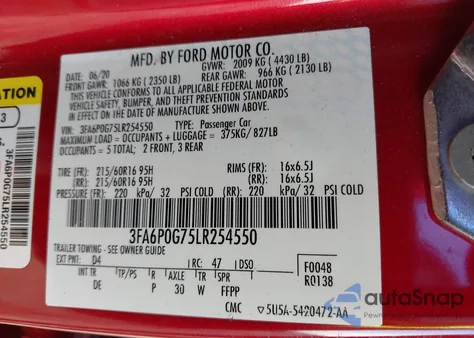 MFD. BY FORD MOTOR CO.
06/20 GVWR: 2009 KG ( 4430 LB)
FRONT GAWR: 1066 KG ( 2350 LB) REAR GAWR: 966 KG ( 2130 LB)
THIS VEHICLE CONFORMS TO ALL APPLICABLE FEDERAL MOTOR
VEHICLE SAFETY, BUMPER, AND THEFT PREVENTION STANDARDS IN
EFFECT ON THE DATE OF MANUFACTURE SHOWN ABOVE.
VIN: 3FA6P0G75LR254550 TYPE: Passenger Car
MAXIMUM LOAD = OCCUPANTS + LUGGAGE = 375KG/ 827LB
OCCUPANTS = 5 TOTAL: 2 FRONT, 3 REAR
TIRE (FR): 215/60R16 95H RIMS (FR): 16x6.5J
(RR): 215/60R16 95H (RR): 16x6.5J
PRESSURE (FR): 220 kPa/ 32 PSI COLD (RR): 220 kPa/ 32 PSI COLD
3FA6P0G75LR254550
TRAILER TOWING - SEE OWNER GUIDE
EXT PNT: D4 RC: 47 DSO F0048
INT TR TP/PS R AXLE TR SPR R0138
DE P 30 W FFPP
CMC 5U5A-5420472-AA
ATION
3
3FA6P0G75LR254550
autoSnap